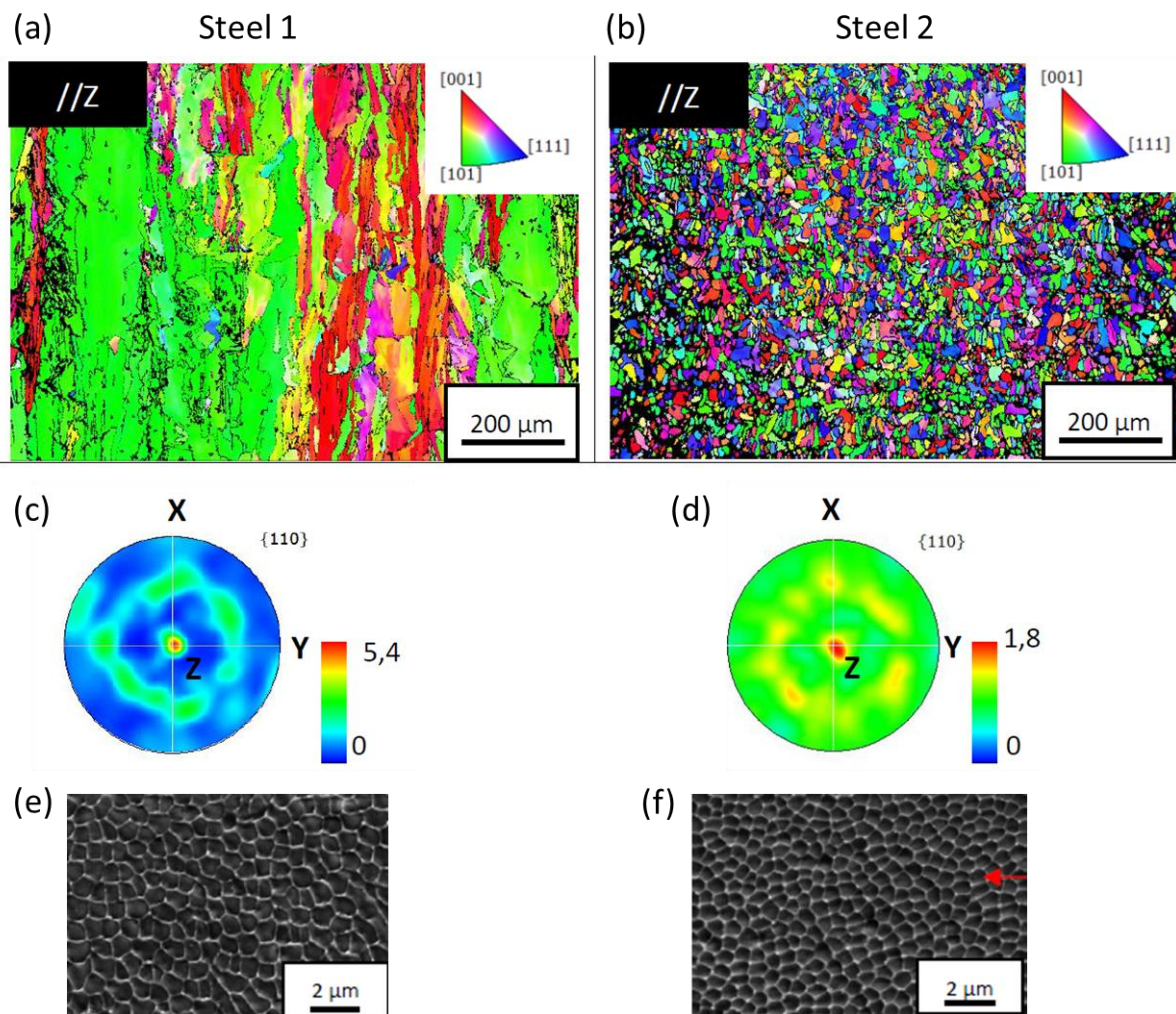 (a) Steel 1
(b) Steel 2
//Z
[001]
[111]
[101]
200 µm
//Z
[001]
[111]
[101]
200 µm
(c)
X
{110}
Y
Z
5,4
0
(d)
X
{110}
Y
Z
1,8
0
(e)
2 µm
(f)
2 µm